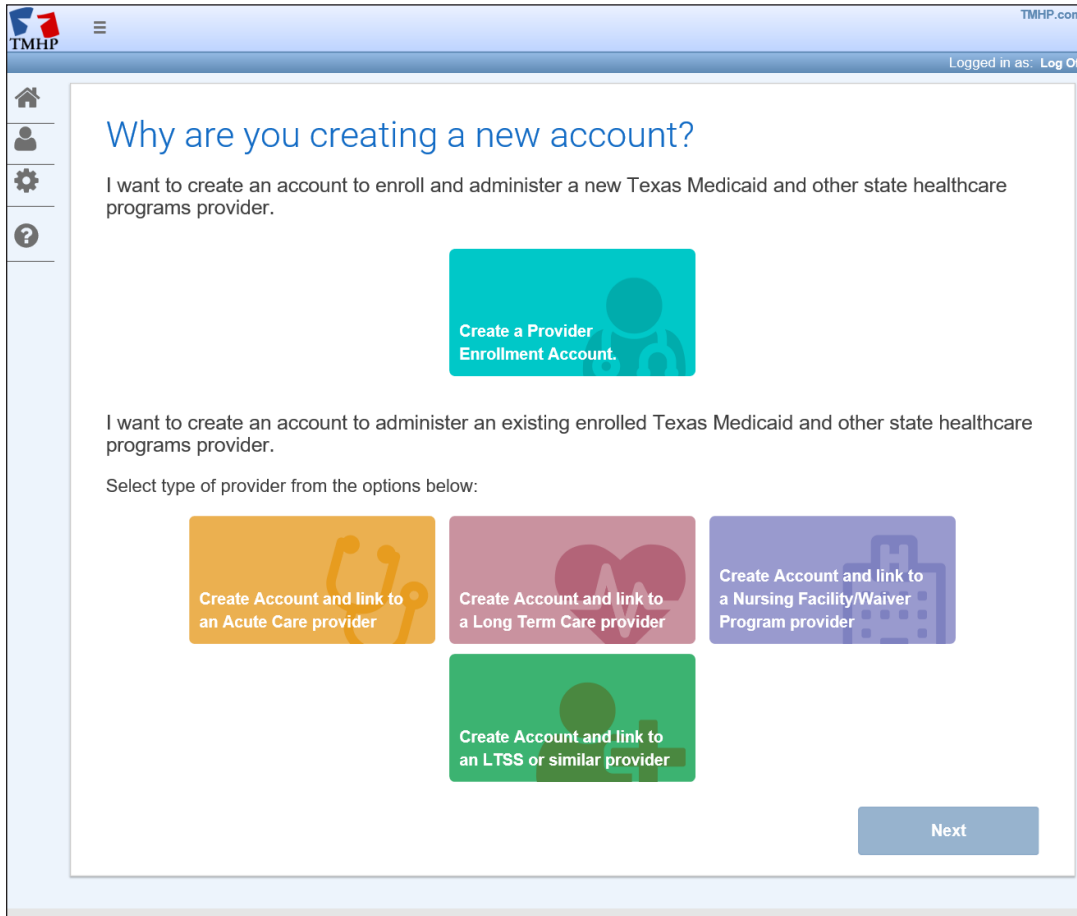 TMHP
TMHP.com
Logged in as: Log Of
Why are you creating a new account?
I want to create an account to enroll and administer a new Texas Medicaid and other state healthcare
programs provider.
Create a Provider
Enrollment Account.
I want to create an account to administer an existing enrolled Texas Medicaid and other state healthcare
programs provider.
Select type of provider from the options below:
Create Account and link to
an Acute Care provider
Create Account and link to
a Long Term Care provider
Create Account and link to
a Nursing Facility/Waiver
Program provider
Create Account and link to
an LTSS or similar provider
Next